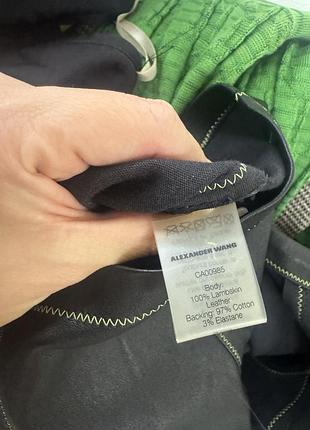 ALEXANDER WANG
CA00985
Body:
100% Lambskin
Leather
Backing: 97% Cotton
3% Elastane